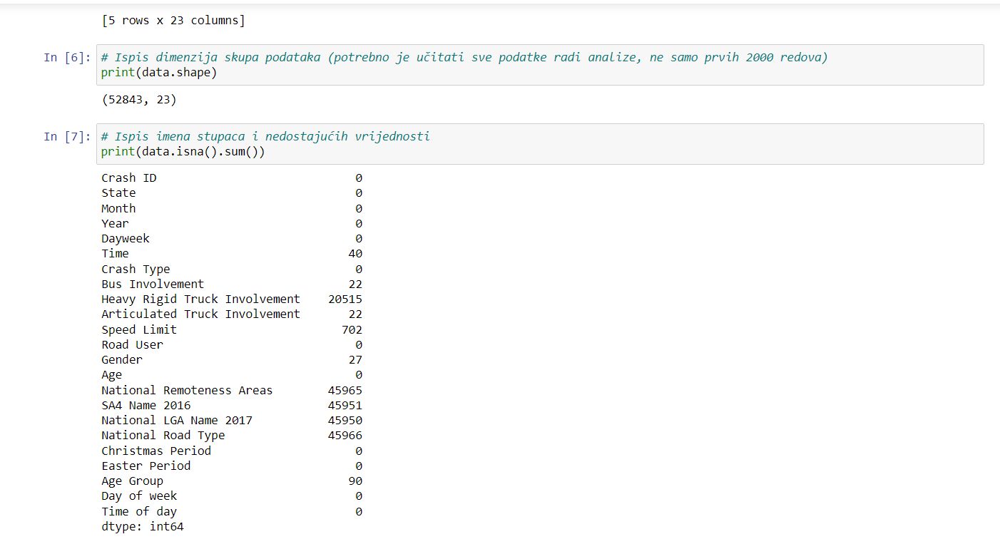 [5 rows x 23 columns]
In [6]: # Ispis dimenzija skupa podataka (potrebno je učitati sve podatke radi analize, ne samo prvih 2000 redova)
print(data.shape)
(52843, 23)
In [7]: # Ispis imena stupaca i nedostajućih vrijednosti
print(data.isna().sum())
Crash ID 0
State 0
Month 0
Year 0
Dayweek 0
Time 40
Crash Type 0
Bus Involvement 22
Heavy Rigid Truck Involvement 20515
Articulated Truck Involvement 22
Speed Limit 702
Road User 0
Gender 27
Age 0
National Remoteness Areas 45965
SA4 Name 2016 45951
National LGA Name 2017 45950
National Road Type 45966
Christmas Period 0
Easter Period 0
Age Group 90
Day of week 0
Time of day 0
dtype: int64